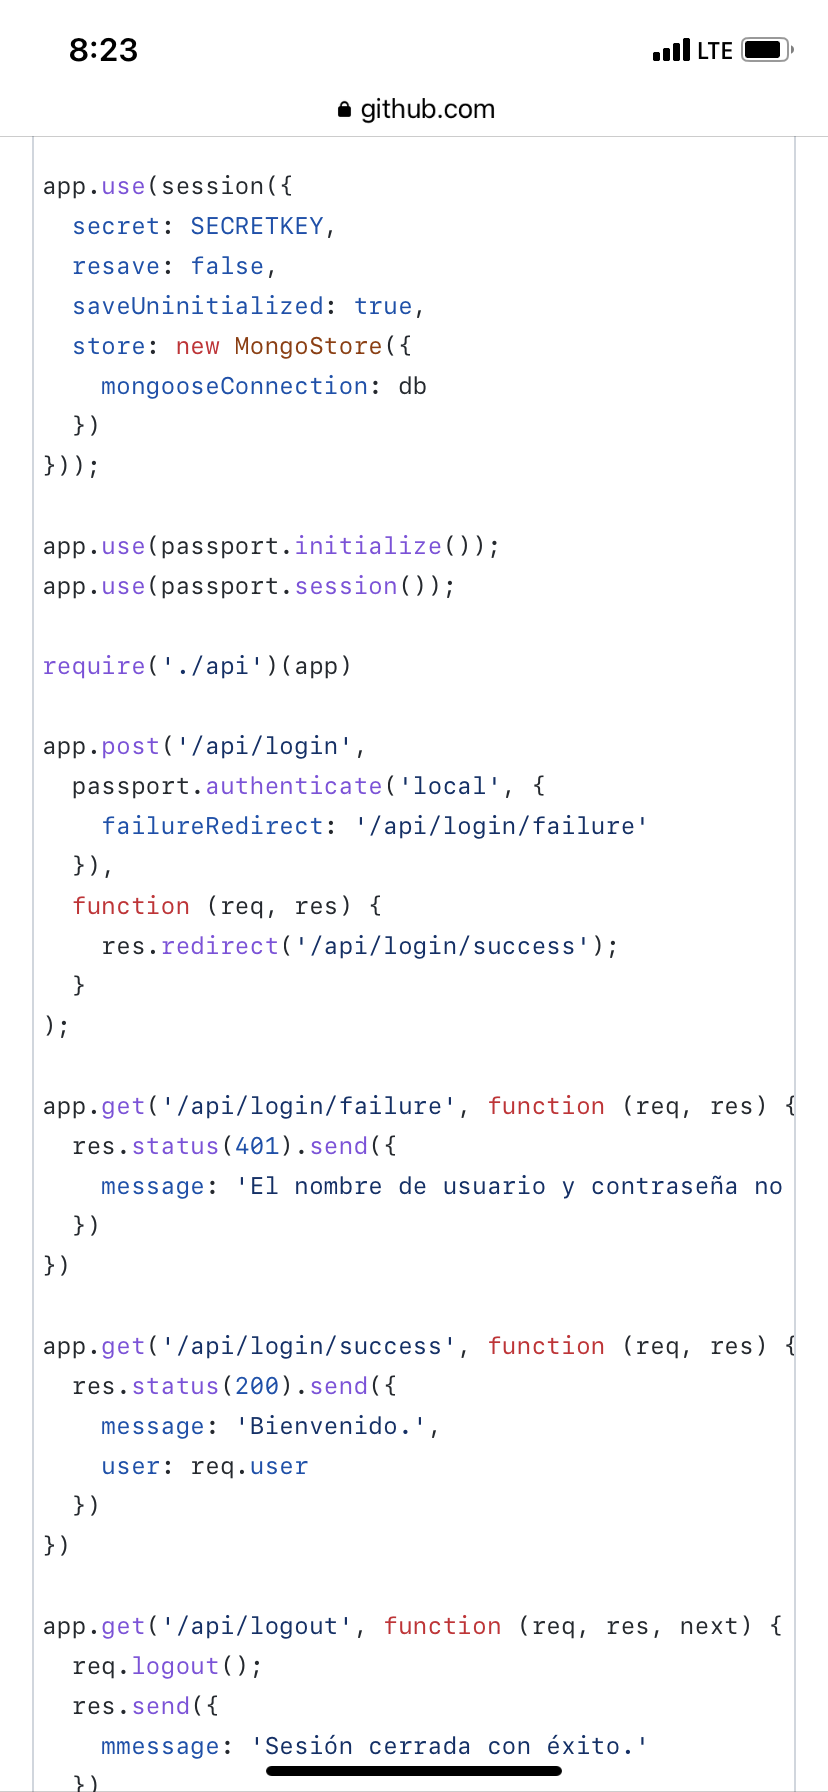 8:23
LTE
github.com
app.use(session({
  secret: SECRETKEY,
  resave: false,
  saveUninitialized: true,
  store: new MongoStore({
    mongooseConnection: db
  })
}));

app.use(passport.initialize());
app.use(passport.session());

require('./api')(app)

app.post('/api/login',
  passport.authenticate('local', {
    failureRedirect: '/api/login/failure'
  }),
  function (req, res) {
    res.redirect('/api/login/success');
  }
);

app.get('/api/login/failure', function (req, res) {
  res.status(401).send({
    message: 'El nombre de usuario y contraseña no
  })
})

app.get('/api/login/success', function (req, res) {
  res.status(200).send({
    message: 'Bienvenido.',
    user: req.user
  })
})

app.get('/api/logout', function (req, res, next) {
  req.logout();
  res.send({
    mmessage: 'Sesión cerrada con éxito.'
  })